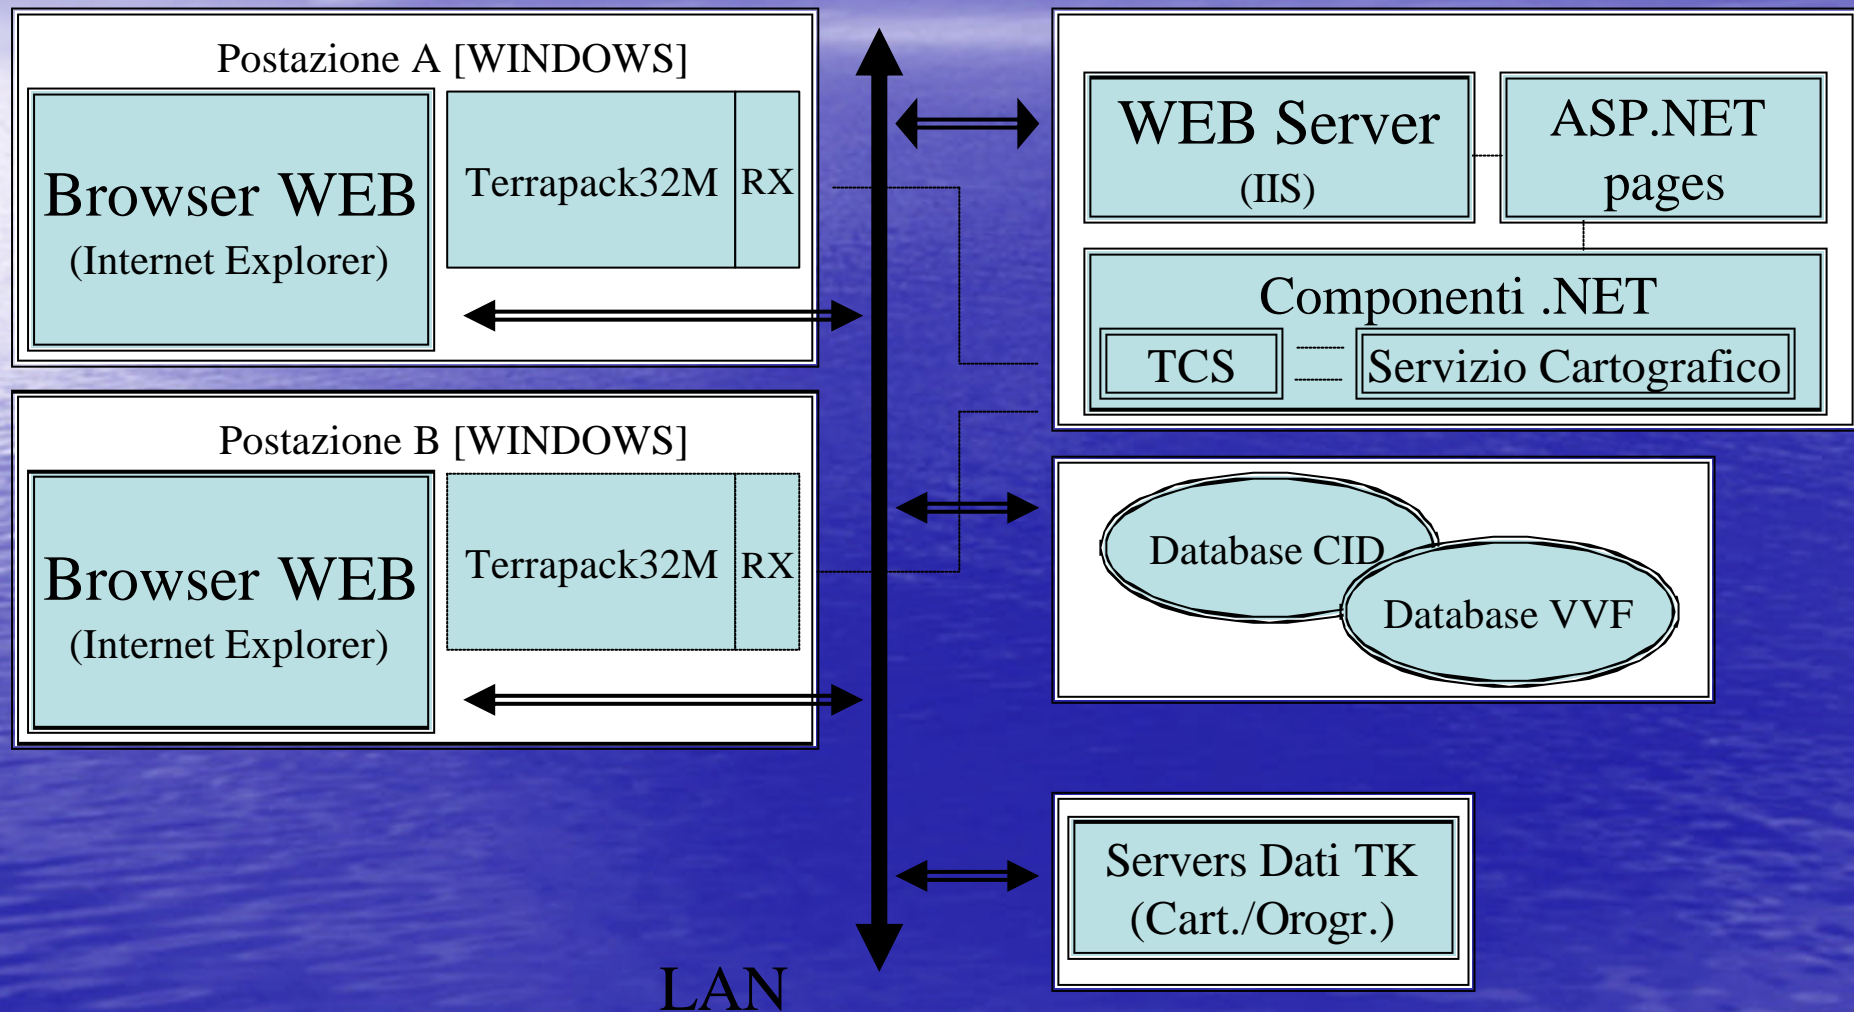 Postazione A [WINDOWS]
Browser WEB
(Internet Explorer)
Terrapack32M
RX
Postazione B [WINDOWS]
Browser WEB
(Internet Explorer)
Terrapack32M
RX
LAN
WEB Server
(IIS)
ASP.NET
pages
Componenti .NET
TCS
Servizio Cartografico
Database CID
Database VVF
Servers Dati TK
(Cart./Orogr.)